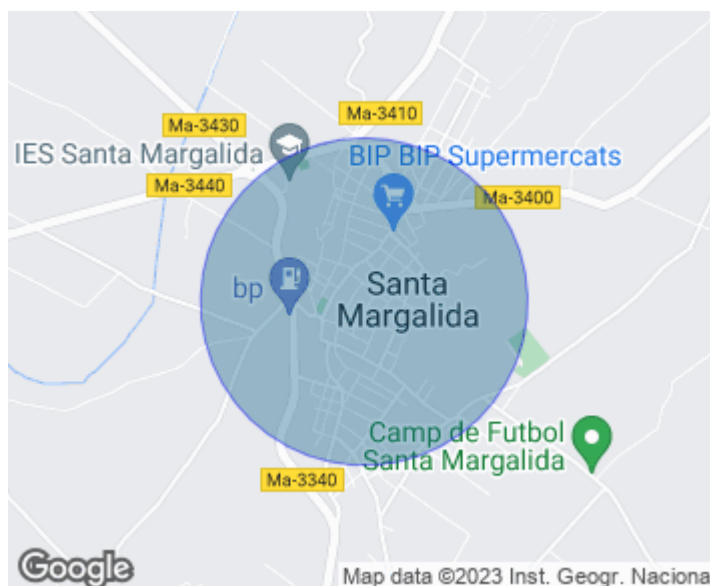 Ma-3410
Ma-3430
IES Santa Margalida
BIP BIP Supermercats
Ma-3440
Ma-3400
bp
Santa
Margalida
Camp de Futbol
Santa Margalida
Ma-3340
Google
Map data ©2023 Inst. Geogr. Naciona